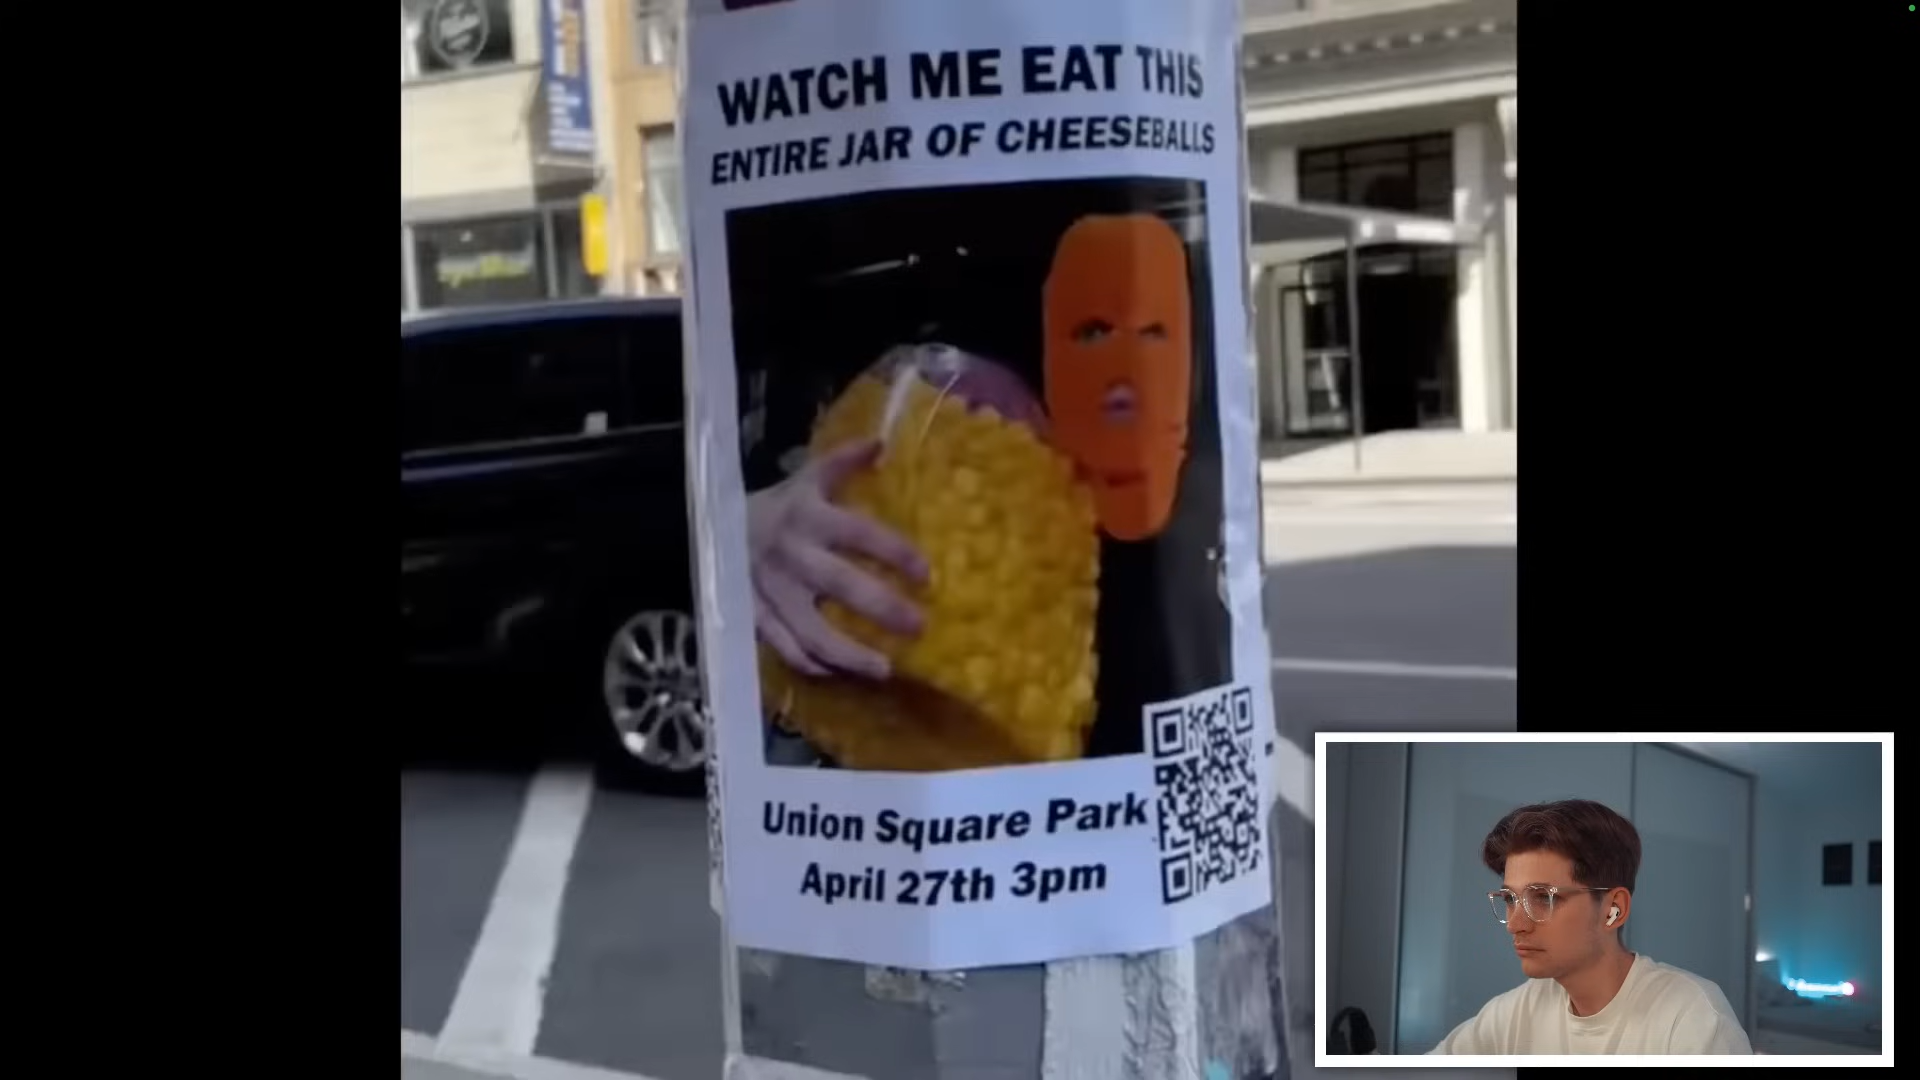 WATCH ME EAT THIS
ENTIRE JAR OF CHEESEBALLS
Union Square Park
April 27th 3pm